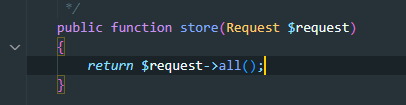 */
public function store(Request $request)
{
return $request->all();
}